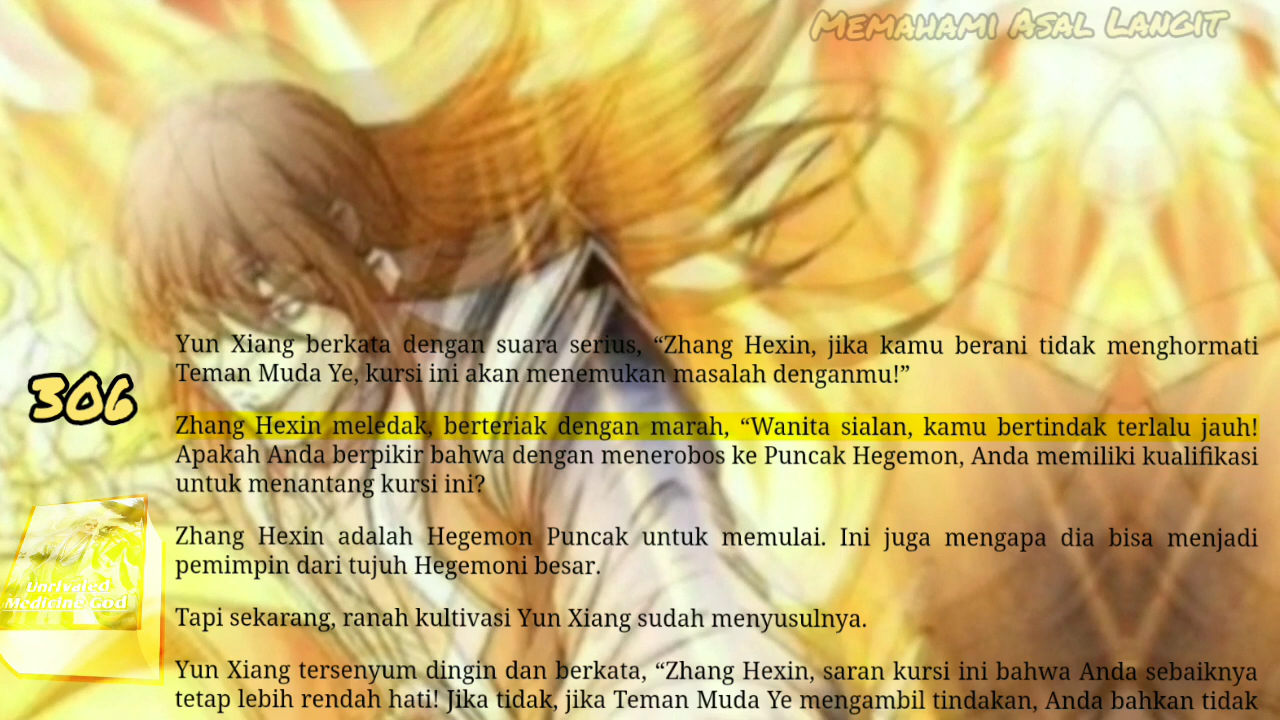 Memahami Asal Langit
Yun Xiang berkata dengan suara serius, “Zhang Hexin, jika kamu berani tidak menghormati
Teman Muda Ye, kursi ini akan menemukan masalah denganmu!”
306
Zhang Hexin meledak, berteriak dengan marah, “Wanita sialan, kamu bertindak terlalu jauh!
Apakah Anda berpikir bahwa dengan menerobos ke Puncak Hegemon, Anda memiliki kualifikasi
untuk menantang kursi ini?
Zhang Hexin adalah Hegemon Puncak untuk memulai. Ini juga mengapa dia bisa menjadi
pemimpin dari tujuh Hegemoni besar.
Unrivaled
Medicine God
Tapi sekarang, ranah kultivasi Yun Xiang sudah menyusulnya.
Yun Xiang tersenyum dingin dan berkata, “Zhang Hexin, saran kursi ini bahwa Anda sebaiknya
tetap lebih rendah hati! Jika tidak, jika Teman Muda Ye mengambil tindakan, Anda bahkan tidak